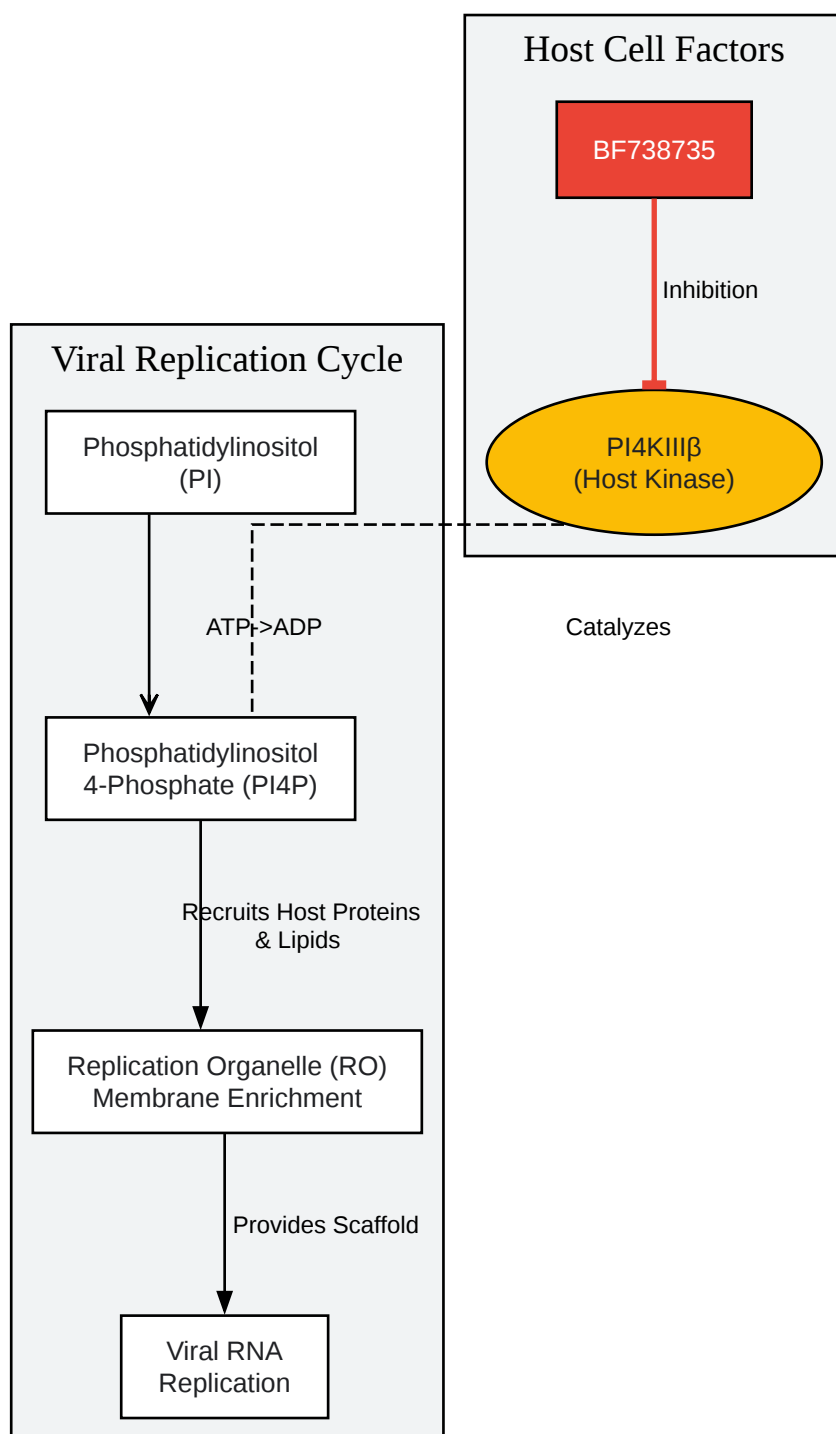 Host Cell Factors
BF738735
Inhibition
PI4KIIIβ
(Host Kinase)
Catalyzes
Viral Replication Cycle
Phosphatidylinositol
(PI)
ATP->ADP
Phosphatidylinositol
4-Phosphate (PI4P)
Recruits Host Proteins
& Lipids
Replication Organelle (RO)
Membrane Enrichment
Provides Scaffold
Viral RNA
Replication